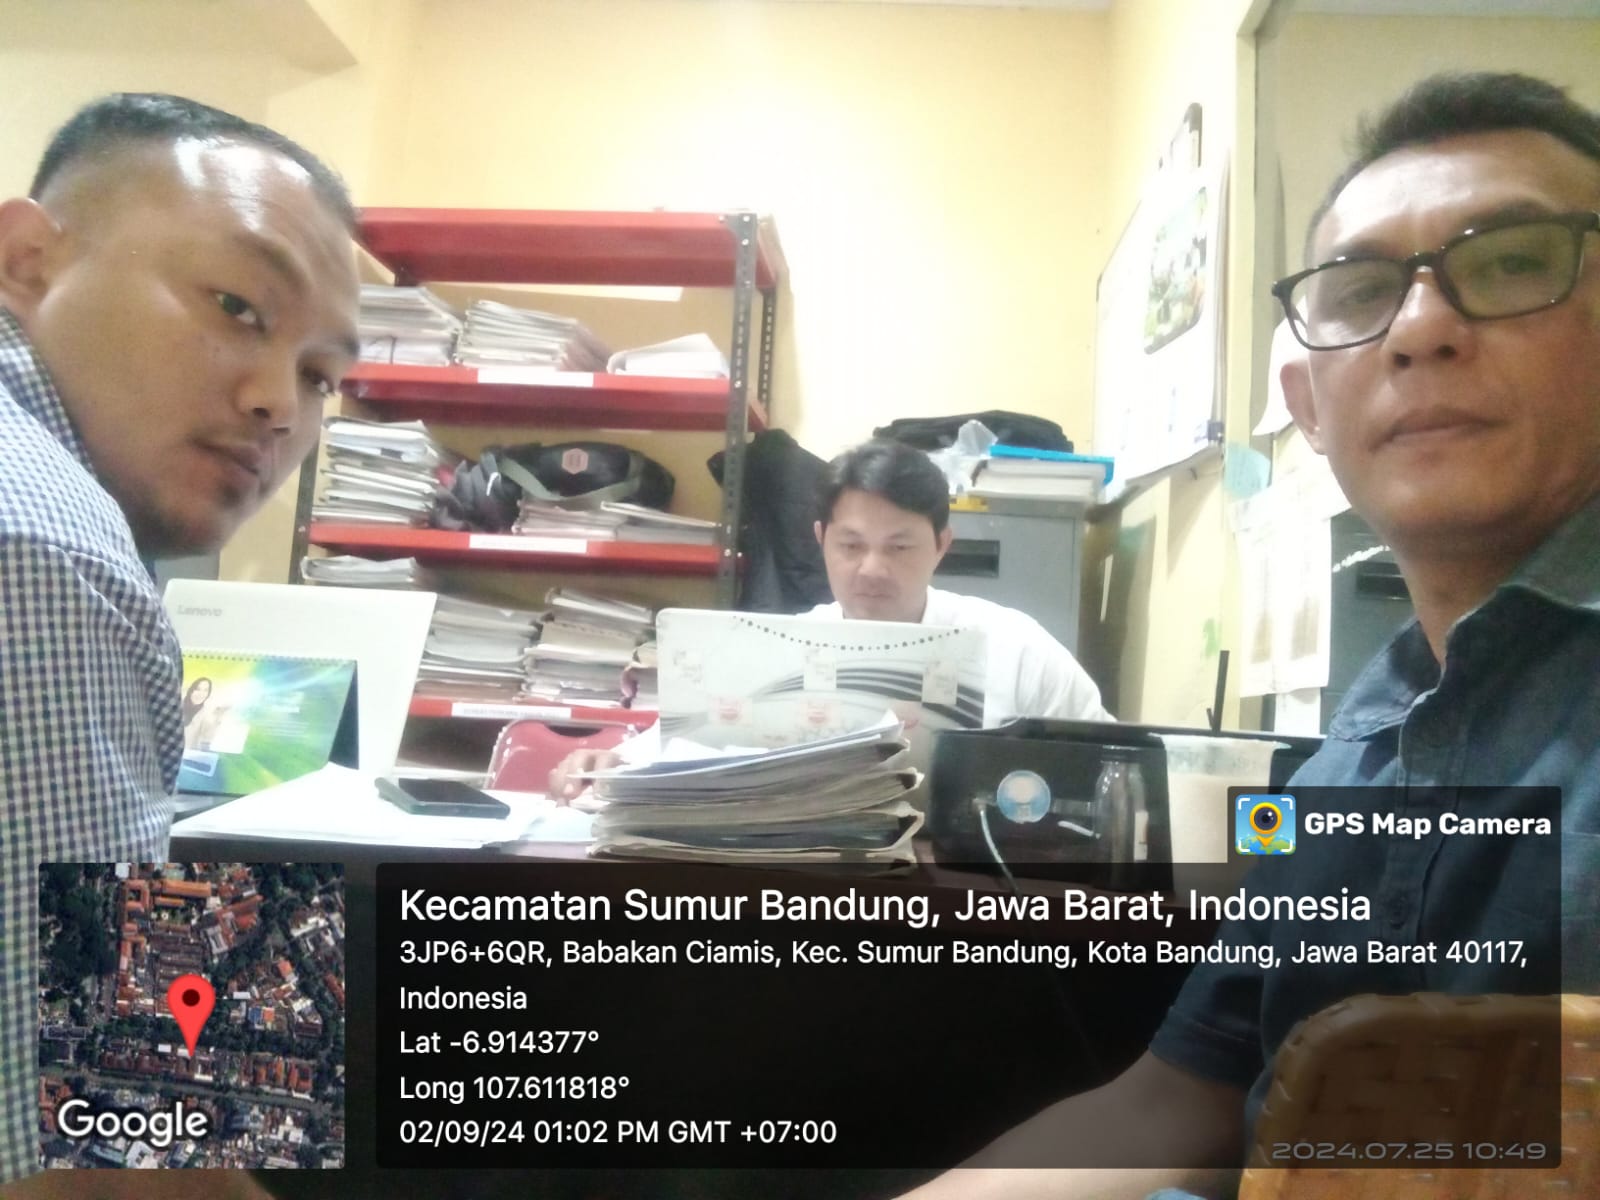 Lenovo
GPS Map Camera
Kecamatan Sumur Bandung, Jawa Barat, Indonesia
3JP6+6QR, Babakan Ciamis, Kec. Sumur Bandung, Kota Bandung, Jawa Barat 40117,
Indonesia
Lat -6.914377°
Long 107.611818°
02/09/24 01:02 PM GMT +07:00
Google
2024.07.25 10:49